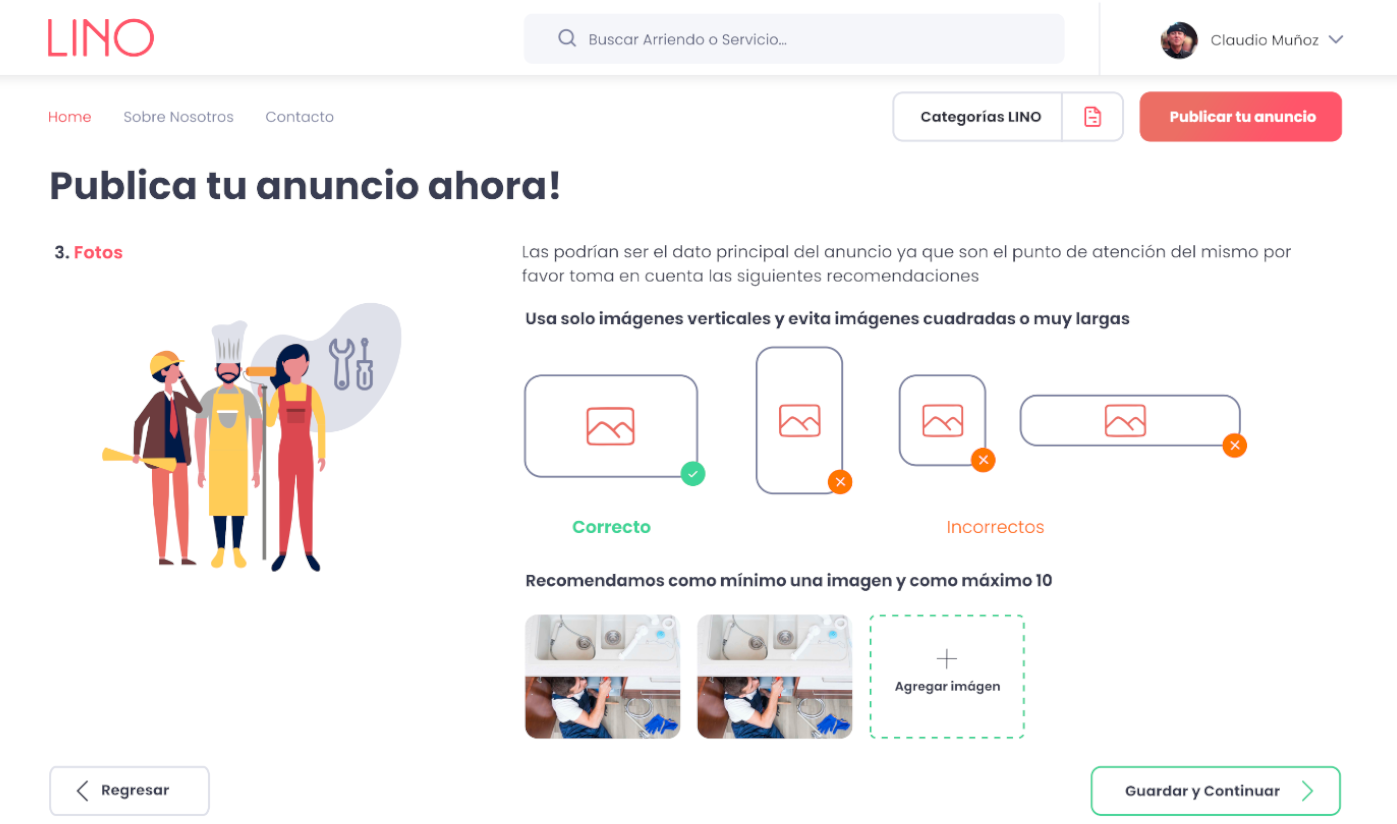 LINO
Buscar Arriendo o Servicio...
Claudio Muñoz
Home
Sobre Nosotros
Contacto
Categorías LINO
Publicar tu anuncio
Publica tu anuncio ahora!
3. Fotos
Las podrían ser el dato principal del anuncio ya que son el punto de atención del mismo por
favor toma en cuenta las siguientes recomendaciones
Usa solo imágenes verticales y evita imágenes cuadradas o muy largas
Correcto
Incorrectos
Recomendamos como mínimo una imagen y como máximo 10
Agregar imágen
Regresar
Guardar y Continuar